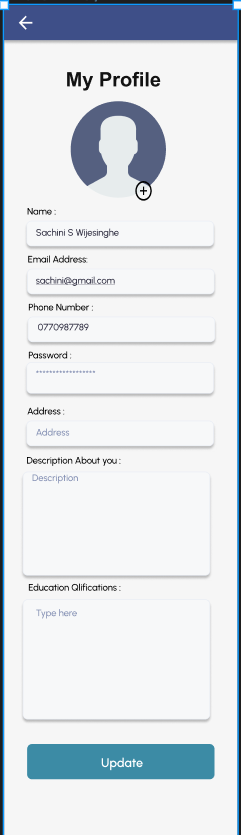 My Profile
Name :
Sachini S Wijesinghe
Email Address:
sachini@gmail.com
Phone Number :
0770987789
Password :
******************
Address :
Address
Description About you :
Description
Education Qlifications :
Type here
Update